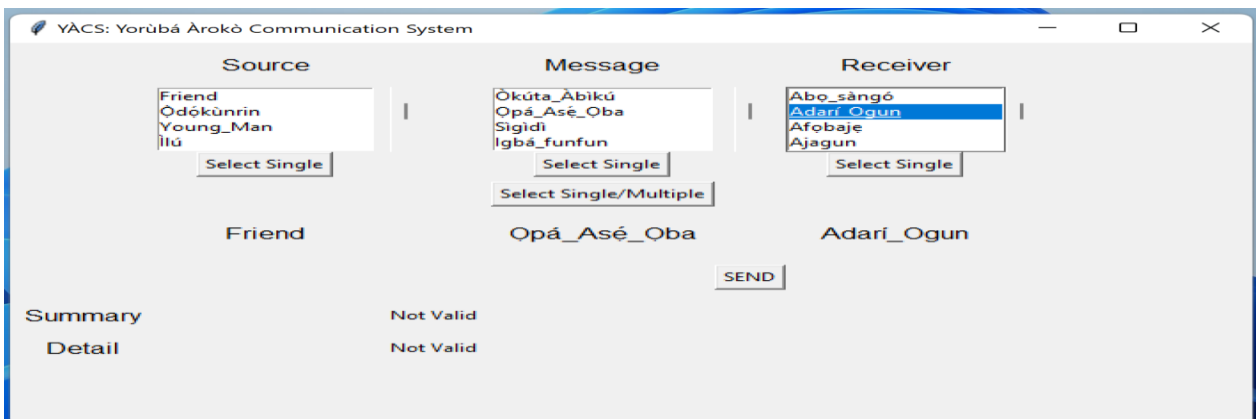 YÀCS: Yorùbá Àrokò Communication System
Source Message Receiver
Friend Òkúta_Àbìkú Abọ_sàngó
Ọ̀dọ́kùnrin Ọpá_Asẹ́_Ọba Adarí_Ogun
Young_Man Sìgìdì Afọbajẹ
Ìlú Igbá_funfun Ajagun
Select Single Select Single Select Single
Select Single/Multiple
Friend Ọpá_Asẹ́_Ọba Adarí_Ogun
SEND
Summary Not Valid
Detail Not Valid